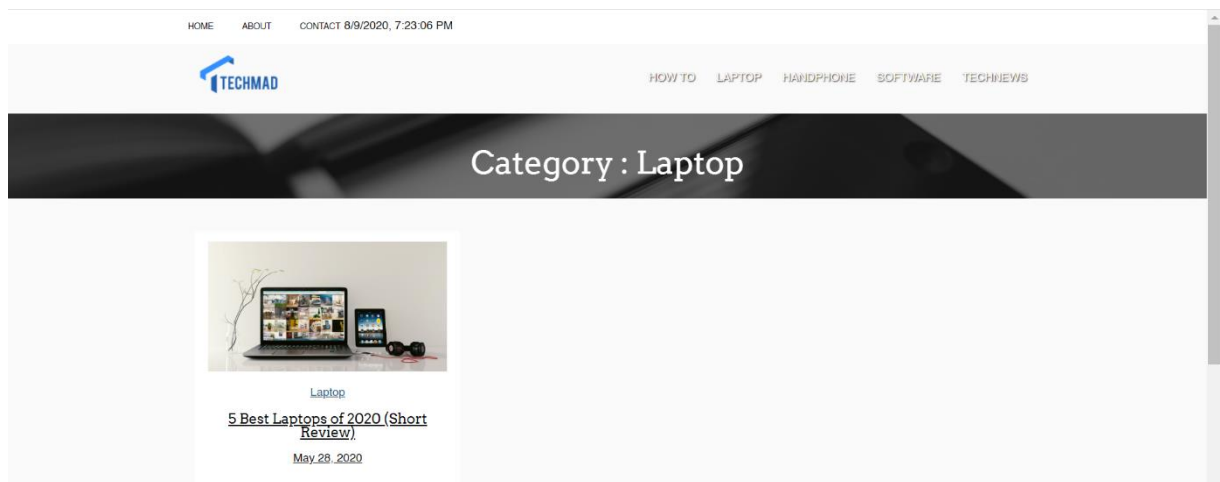 HOME ABOUT CONTACT 8/9/2020, 7:23:06 PM
TECHMAD
HOW TO LAPTOP HANDPHONE SOFTWARE TECHNEWS
Category : Laptop
Laptop
5 Best Laptops of 2020 (Short
Review)
May 28, 2020